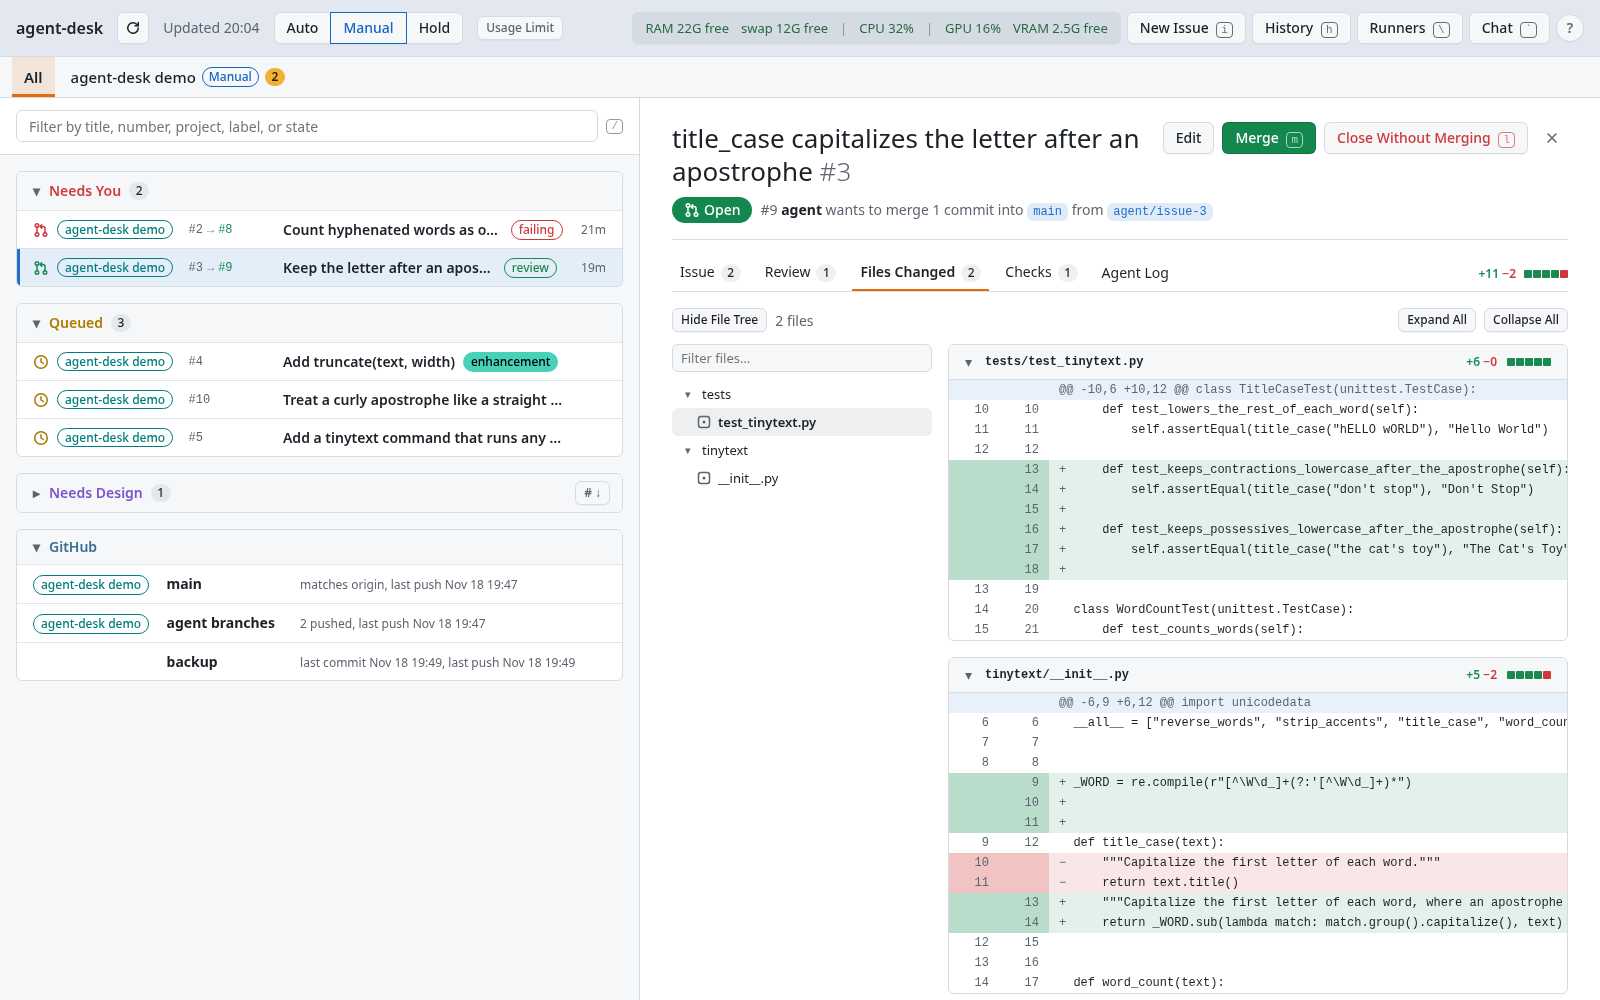 agent-desk
Updated 20:04
Auto Manual Hold
Usage Limit
RAM 22G free swap 12G free | CPU 32% | GPU 16% VRAM 2.5G free
New Issue i
History h
Runners \
Chat `
?
All
agent-desk demo Manual 2
Filter by title, number, project, label, or state /
▼ Needs You 2
agent-desk demo #2 → #8 Count hyphenated words as o... failing 21m
agent-desk demo #3 → #9 Keep the letter after an apos... review 19m
▼ Queued 3
agent-desk demo #4 Add truncate(text, width) enhancement
agent-desk demo #10 Treat a curly apostrophe like a straight ...
agent-desk demo #5 Add a tinytext command that runs any ...
▶ Needs Design 1 # ↓
▼ GitHub
agent-desk demo main matches origin, last push Nov 18 19:47
agent-desk demo agent branches 2 pushed, last push Nov 18 19:47
backup last commit Nov 18 19:49, last push Nov 18 19:49
title_case capitalizes the letter after an
apostrophe #3
Edit
Merge m
Close Without Merging l
×
Open #9 agent wants to merge 1 commit into main from agent/issue-3
Issue 2 Review 1 Files Changed 2 Checks 1 Agent Log
+11 −2
Hide File Tree 2 files
Expand All Collapse All
Filter files...
▼ tests
test_tinytext.py
▼ tinytext
__init__.py
▼ tests/test_tinytext.py +6 −0
@@ -10,6 +10,12 @@ class TitleCaseTest(unittest.TestCase):
10 10 def test_lowers_the_rest_of_each_word(self):
11 11 self.assertEqual(title_case("hELLO wORLD"), "Hello World")
12 12
13 + def test_keeps_contractions_lowercase_after_the_apostrophe(self):
14 + self.assertEqual(title_case("don't stop"), "Don't Stop")
15 +
16 + def test_keeps_possessives_lowercase_after_the_apostrophe(self):
17 + self.assertEqual(title_case("the cat's toy"), "The Cat's Toy"
18 +
13 19
14 20 class WordCountTest(unittest.TestCase):
15 21 def test_counts_words(self):
▼ tinytext/__init__.py +5 −2
@@ -6,9 +6,12 @@ import unicodedata
6 6 __all__ = ["reverse_words", "strip_accents", "title_case", "word_coun
7 7
8 8
9 + _WORD = re.compile(r"[^\W\d_]+(?:'[^\W\d_]+)*")
10 +
11 +
9 12 def title_case(text):
10 − """Capitalize the first letter of each word."""
11 − return text.title()
13 + """Capitalize the first letter of each word, where an apostrophe
14 + return _WORD.sub(lambda match: match.group().capitalize(), text)
12 15
13 16
14 17 def word_count(text):